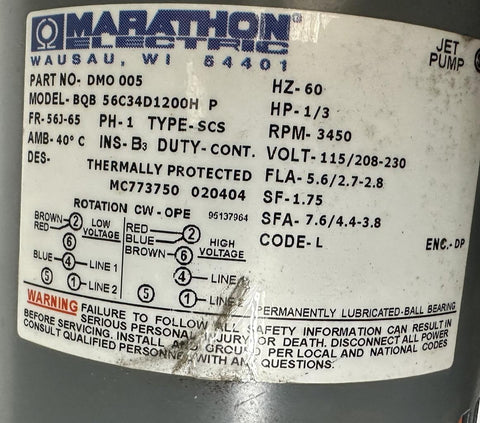 MARATHON
ELECTRIC
WAUSAU, WI 54401
JET
PUMP
PART NO- DMO 005
MODEL- BQB 56C34D1200H P
FR-56J-65 PH-1 TYPE-SCS
AMB-40° C INS-B3 DUTY-CONT.
DES-
THERMALLY PROTECTED
MC773750 020404
HZ-60
HP-1/3
RPM-3450
VOLT-115/208-230
FLA-5.6/2.7-2.8
SF-1.75
SFA-7.6/4.4-3.8
CODE-L ENC.-DP
ROTATION CW-OPE 95137964
BROWN 2 LOW VOLTAGE
RED
6
BLUE 4 LINE 1
5 1 LINE 2
RED 2 HIGH VOLTAGE
BLUE
BROWN 6
4 LINE
5 1 LINE
PERMANENTLY LUBRICATED-BALL BEARING
WARNING FAILURE TO FOLLOW ALL SAFETY INFORMATION CAN RESULT IN
SERIOUS PERSONAL INJURY OR DEATH. DISCONNECT ALL POWER
BEFORE SERVICING. INSTALL AND GROUND PER LOCAL AND NATIONAL CODES
CONSULT QUALIFIED PERSONNEL WITH ANY QUESTIONS.